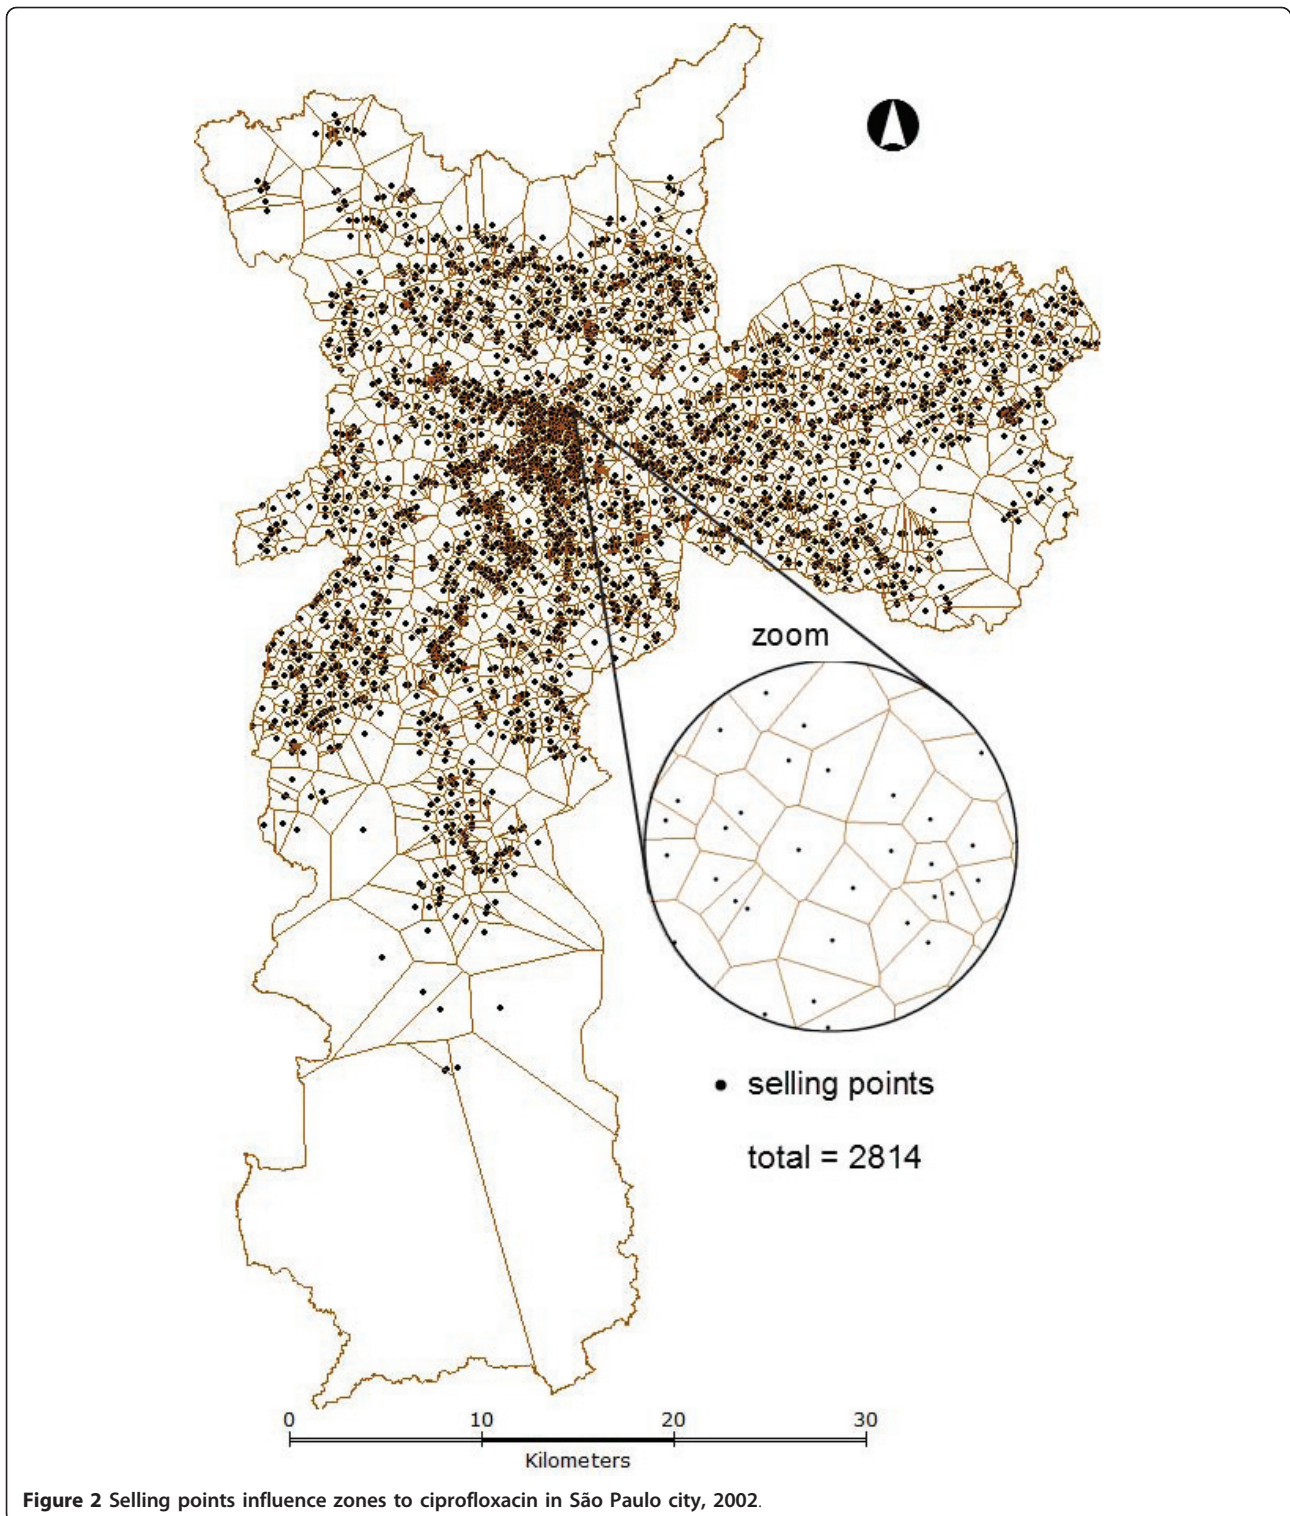 zoom
selling points
total = 2814
0 10 20 30
Kilometers
Figure 2 Selling points influence zones to ciprofloxacin in São Paulo city, 2002.